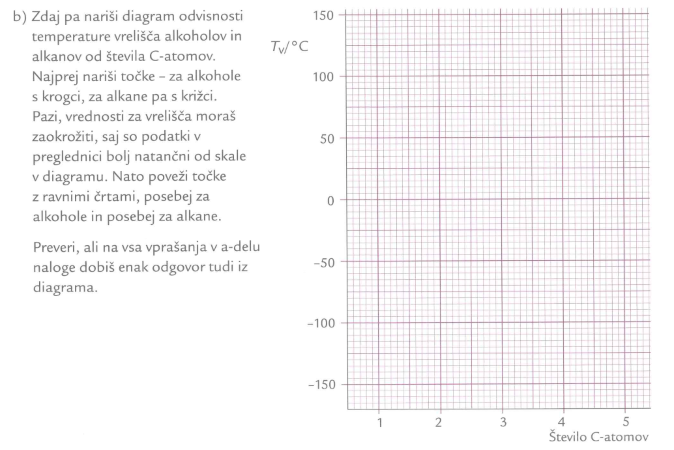 b) Zdaj pa nariši diagram odvisnosti
temperature vrelišča alkoholov in
alkanov od števila C-atomov.
Najprej nariši točke – za alkohole
s krogci, za alkane pa s križci.
Pazi, vrednosti za vrelišča moraš
zaokrožiti, saj so podatki v
preglednici bolj natančni od skale
v diagramu. Nato poveži točke
z ravnimi črtami, posebej za
alkohole in posebej za alkane.
Preveri, ali na vsa vprašanja v a-delu
naloge dobiš enak odgovor tudi iz
diagrama.
Tv/°C
150
100
50
0
–50
–100
–150
1 2 3 4 5
Število C-atomov